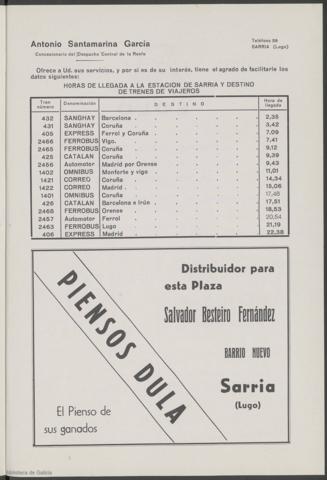 Antonio Santamarina García
Concesionario del Despacho Central de la Renfe
Teléfono 58
SARRIA (Lugo)
Ofrece a Ud. sus servicios, y por si es de su interés, tiene el agrado de facilitarle los
datos siguientes:
HORAS DE LLEGADA A LA ESTACION DE SARRIA Y DESTINO
DE TRENES DE VIAJEROS
Tren número Denominación DESTINO Hora de llegada
432 SANGHAY Barcelona 2,35
431 SANGHAY Coruña 3,42
405 EXPRESS Ferrol y Coruña 7,09
2466 FERROBUS Vigo. 7,41
2465 FERROBUS Coruña 9,12
425 CATALAN Coruña 9,39
2456 Automotor Madrid por Orense 9,43
1402 OMNIBUS Monforte y vigo 11,01
1421 CORREO Coruña 14,34
1422 CORREO Madrid 15,06
1401 OMNIBUS Coruña 17,48
426 CATALAN Barcelona e Irún 17,51
2468 FERROBUS Orense 18,53
2457 Automotor Ferrol 20,54
2463 FERROBUS Lugo 21,19
406 EXPRESS Madrid 22,38
PIENSOS DULA
El Pienso de
sus ganados
Distribuidor para
esta Plaza
Salvador Besteiro Fernández
BARRIO NUEVO
Sarria
(Lugo)
Biblioteca de Galicia